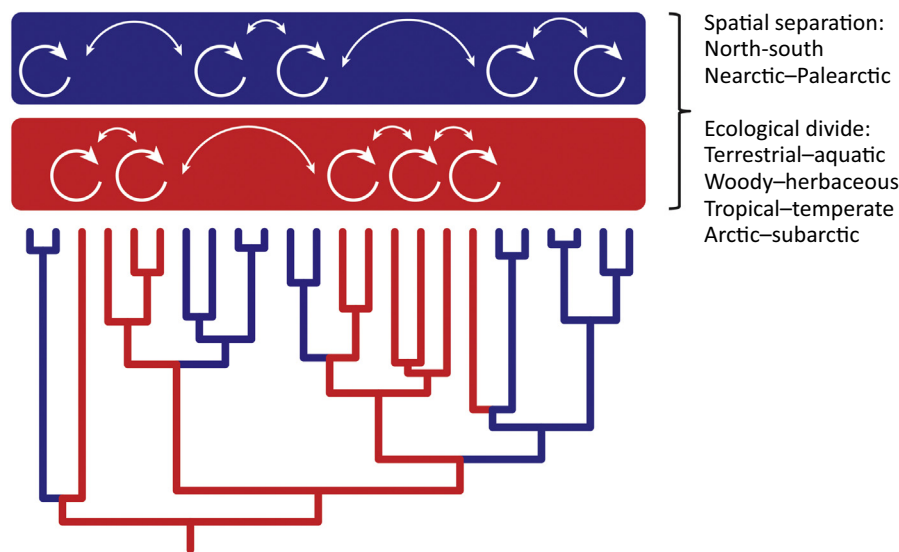 Spatial separation:
North-south
Nearctic–Palearctic
Ecological divide:
Terrestrial–aquatic
Woody–herbaceous
Tropical–temperate
Arctic–subarctic